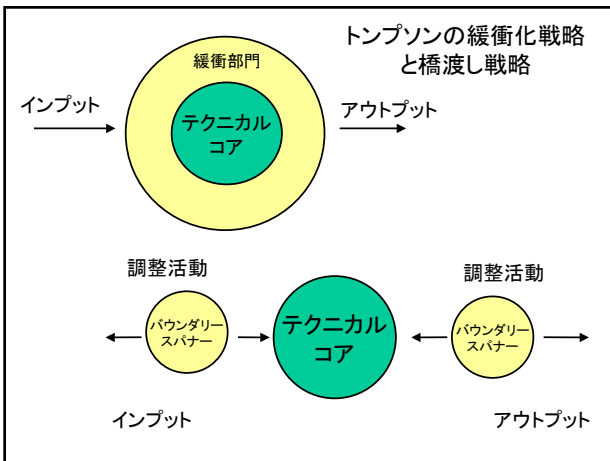 トンプソンの緩衝化戦略
と橋渡し戦略
緩衝部門
インプット
テクニカル
コア
アウトプット
調整活動
バウンダリー
スパナー
テクニカル
コア
調整活動
バウンダリー
スパナー
インプット
アウトプット